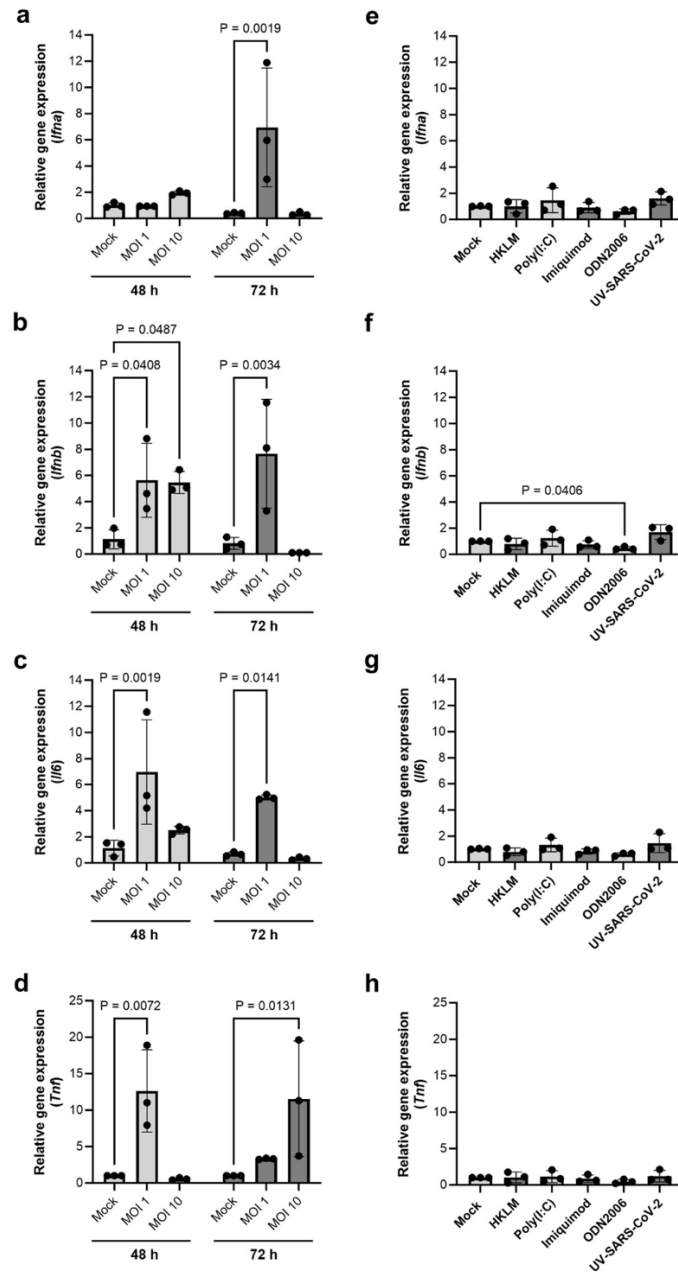 a
P = 0.0019
Relative gene expression
(Ifna)
14
12
10
8
6
4
2
0
Mock
MOI 1
MOI 10
Mock
MOI 1
MOI 10
48 h
72 h
e
Relative gene expression
(Ifna)
14
12
10
8
6
4
2
0
Mock
HKLM
Poly(I:C)
Imiquimod
ODN2006
UV-SARS-CoV-2
b
P = 0.0487
P = 0.0408
P = 0.0034
Relative gene expression
(Ifnb)
14
12
10
8
6
4
2
0
Mock
MOI 1
MOI 10
Mock
MOI 1
MOI 10
48 h
72 h
f
P = 0.0406
Relative gene expression
(Ifnb)
14
12
10
8
6
4
2
0
Mock
HKLM
Poly(I:C)
Imiquimod
ODN2006
UV-SARS-CoV-2
c
P = 0.0019
P = 0.0141
Relative gene expression
(Il6)
14
12
10
8
6
4
2
0
Mock
MOI 1
MOI 10
Mock
MOI 1
MOI 10
48 h
72 h
g
Relative gene expression
(Il6)
14
12
10
8
6
4
2
0
Mock
HKLM
Poly(I:C)
Imiquimod
ODN2006
UV-SARS-CoV-2
d
P = 0.0072
P = 0.0131
Relative gene expression
(Tnf)
25
20
15
10
5
0
Mock
MOI 1
MOI 10
Mock
MOI 1
MOI 10
48 h
72 h
h
Relative gene expression
(Tnf)
25
20
15
10
5
0
Mock
HKLM
Poly(I:C)
Imiquimod
ODN2006
UV-SARS-CoV-2